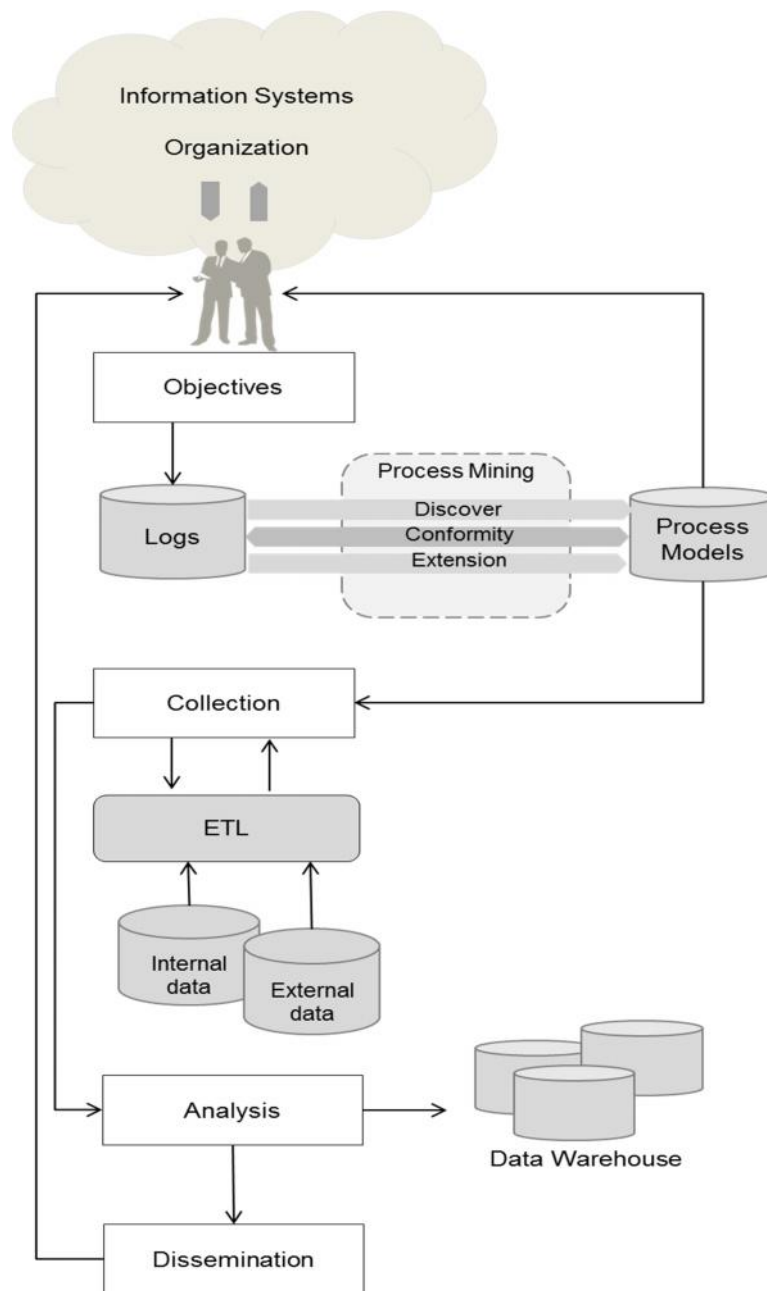 Information Systems
Organization
Objectives
Process Mining
Discover
Logs
Conformity
Process
Models
Extension
Collection
ETL
Internal
data
External
data
Analysis
Data Warehouse
Dissemination